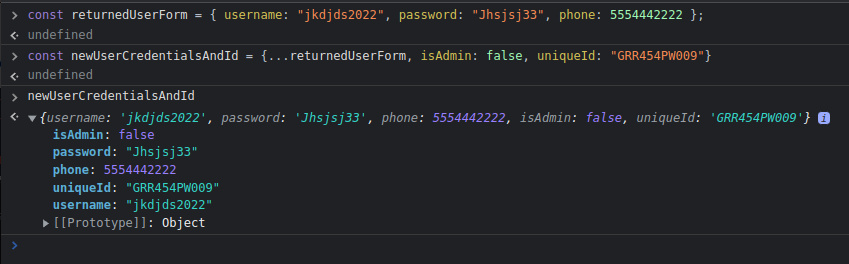 const returnedUserForm = { username: "jkdjds2022", password: "Jhsjsj33", phone: 5554442222 };
undefined
const newUserCredentialsAndId = {...returnedUserForm, isAdmin: false, uniqueId: "GRR454PW009"}
undefined
newUserCredentialsAndId
{username: 'jkdjds2022', password: 'Jhsjsj33', phone: 5554442222, isAdmin: false, uniqueId: 'GRR454PW009'} i
isAdmin: false
password: "Jhsjsj33"
phone: 5554442222
uniqueId: "GRR454PW009"
username: "jkdjds2022"
[[Prototype]]: Object